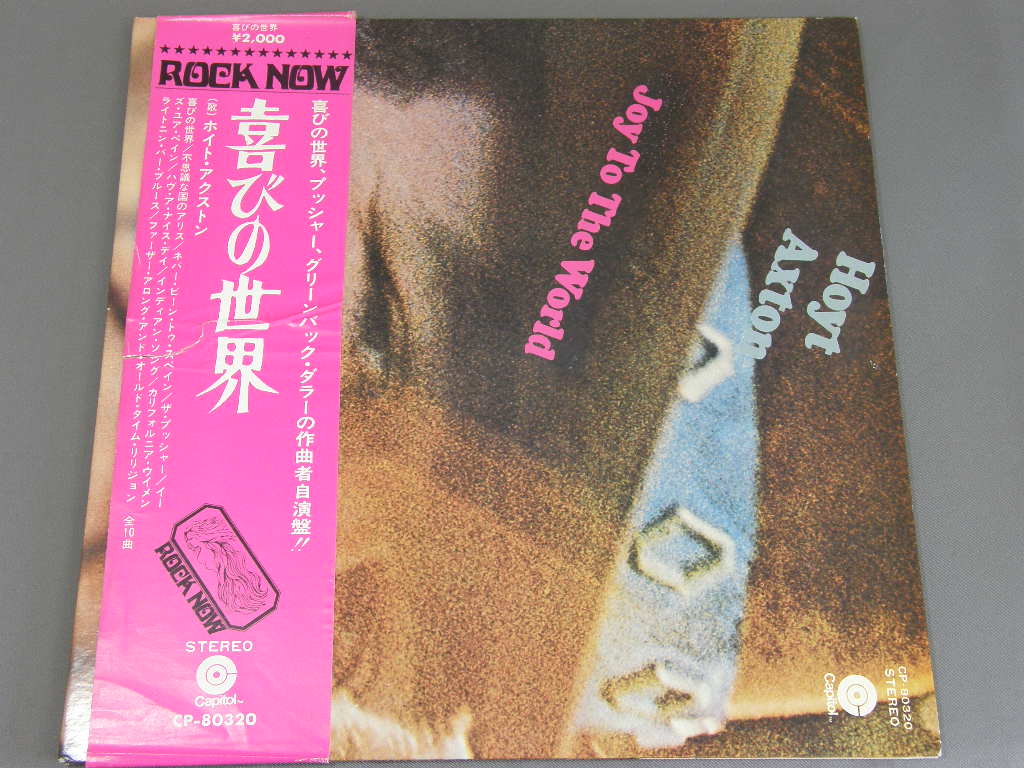 喜びの世界
¥2,000
ROCK NOW
喜びの世界、プッシャー、グリーンバック・ダラーの作曲者自演盤!!
喜びの世界
(歌)ホイト・アクストン
喜びの世界/不思議な国のアリス/ネバー・ビーン・トゥ・スペイン/ザ・プッシャー/イー
ズ・ユア・ペイン/ハヴ・ア・ナイス・デイ/インディアン・ソング/カリフォルニア・ウイメン
ライトニン・バー・ブルース/ファーザー・アロング・アンド・オールド・タイム・リリジョン
全10曲
ROCK NOW
STEREO
Capitol
CP-80320
Joy To The World
Hoyt
Axton
CP-80320
STEREO
Capitol